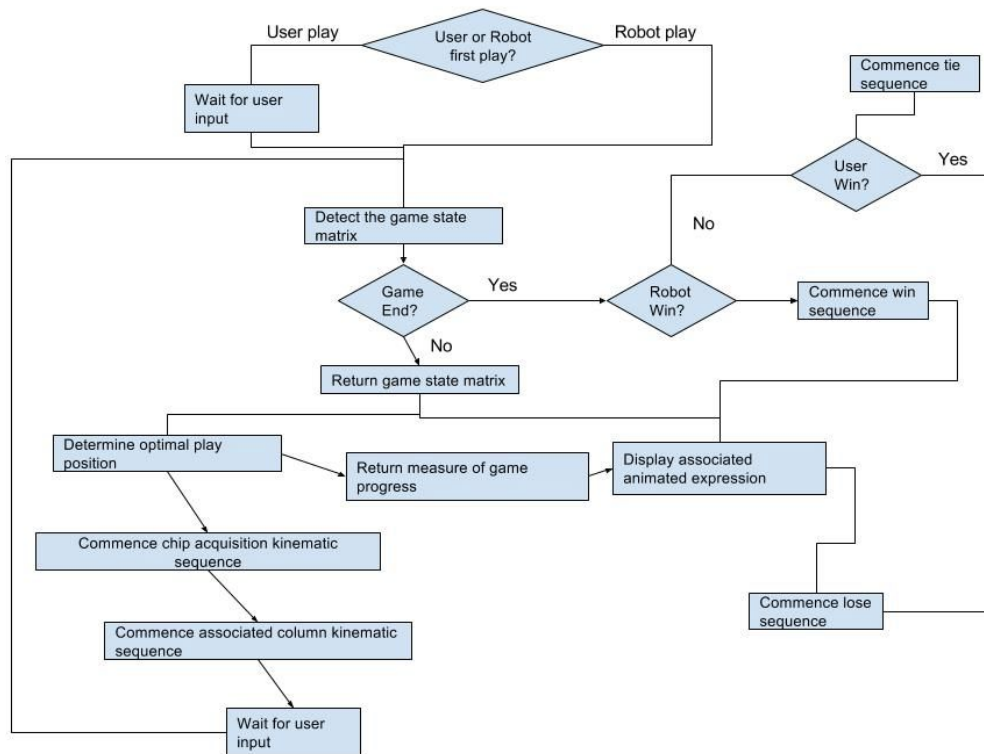 User play
User or Robot
first play?
Robot play
Commence tie
sequence
Wait for user
input
User
Win?
Yes
Detect the game state
matrix
No
Game
End?
Yes
Robot
Win?
Commence win
sequence
No
Return game state matrix
Determine optimal play
position
Return measure of game
progress
Display associated
animated expression
Commence chip acquisition kinematic
sequence
Commence lose
sequence
Commence associated column kinematic
sequence
Wait for user
input